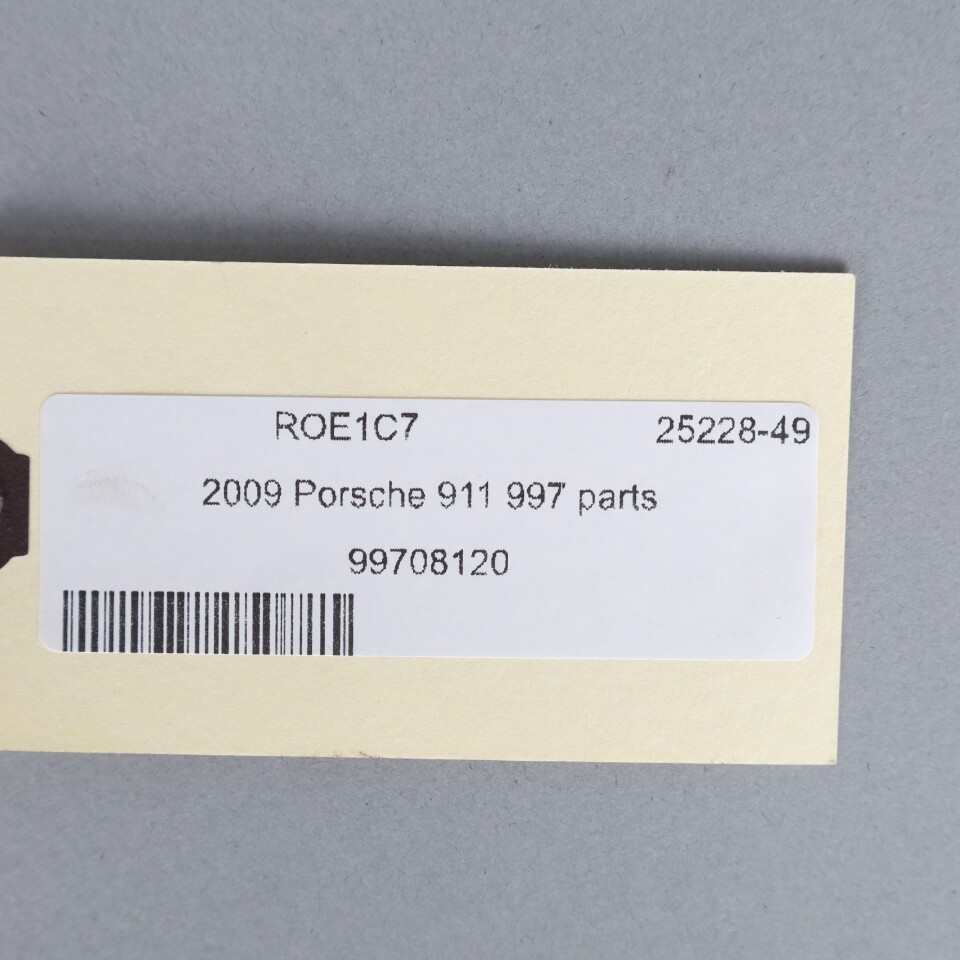 ROE1C7 25228-49
2009 Porsche 911 997 parts
99708120